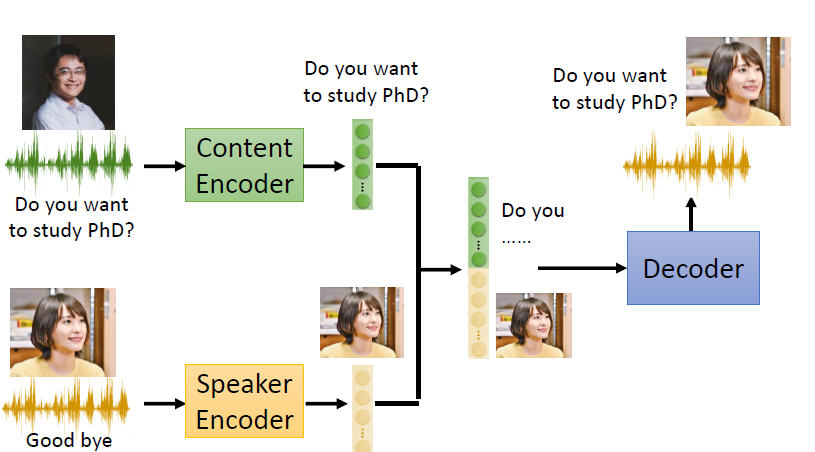 Do you want
to study PhD?
Content
Encoder
Do you want
to study PhD?
Do you
......
Do you want
to study PhD?
Decoder
Speaker
Encoder
Good bye